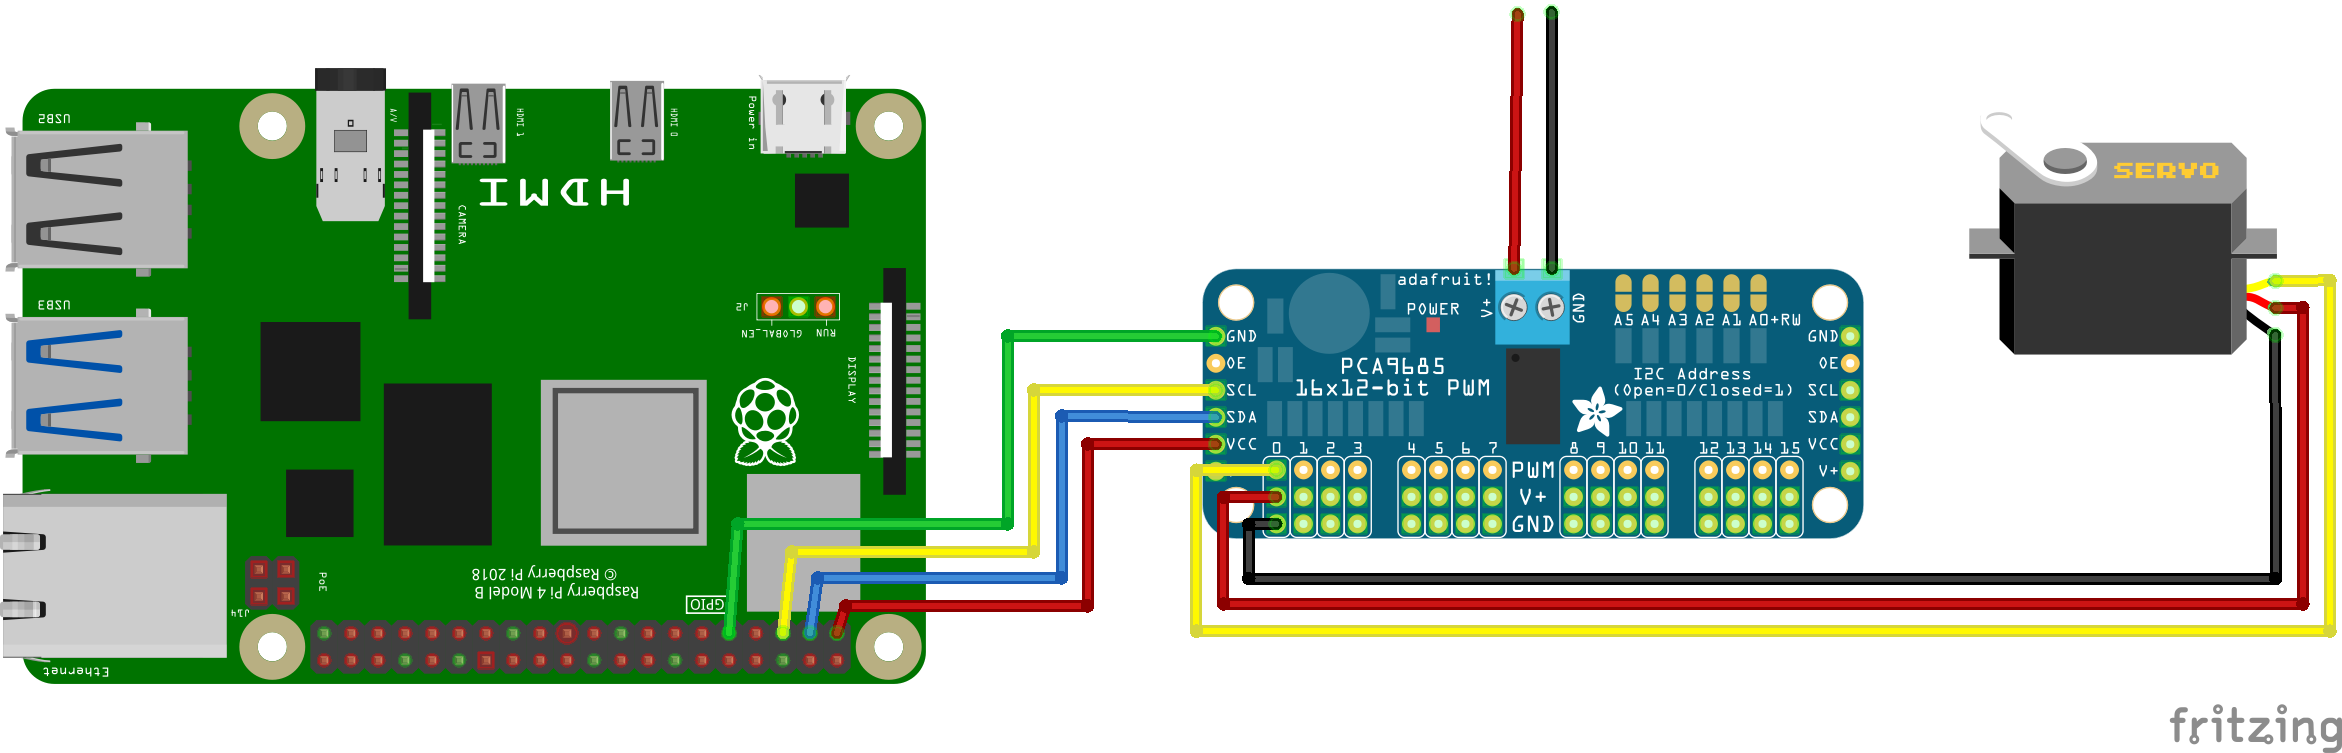 USB2
A/V
HDMI 1
HDMI 0
Power in
HDMI
CAMERA
USB3
J2
GLOBAL_EN
RUN
DISPLAY
PoE
J14
© Raspberry Pi 2018
Raspberry Pi 4 Model B
GPIO
Ethernet
adafruit!
POWER
V+
GND
A5 A4 A3 A2 A1 A0+RW
GND
OE
SCL
SDA
VCC
PCA9685
16x12-bit PWM
I2C Address
(Open=0/Closed=1)
GND
OE
SCL
SDA
VCC
V+
0 1 2 3 4 5 6 7 8 9 10 11 12 13 14 15
PWM
V+
GND
SERVO
fritzing